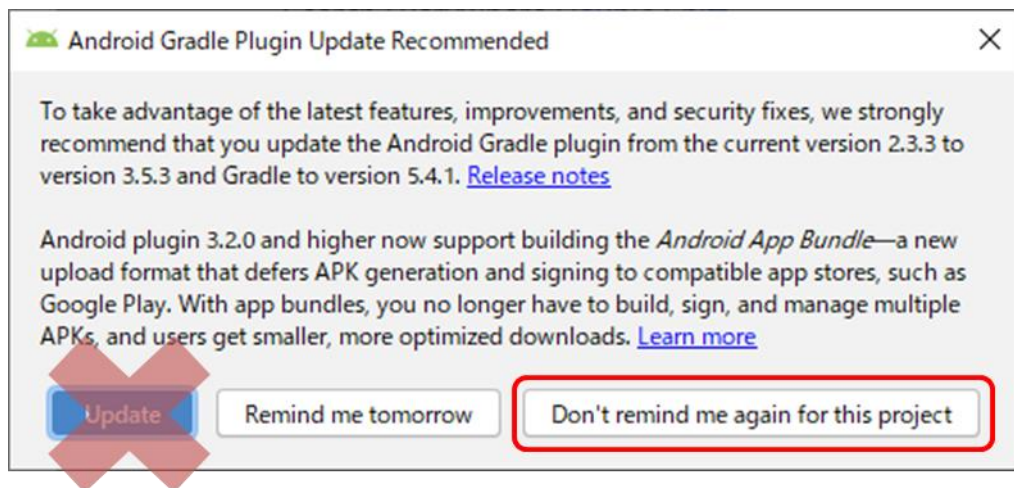 Android Gradle Plugin Update Recommended
To take advantage of the latest features, improvements, and security fixes, we strongly
recommend that you update the Android Gradle plugin from the current version 2.3.3 to
version 3.5.3 and Gradle to version 5.4.1. Release notes
Android plugin 3.2.0 and higher now support building the Android App Bundle—a new
upload format that defers APK generation and signing to compatible app stores, such as
Google Play. With app bundles, you no longer have to build, sign, and manage multiple
APKs, and users get smaller, more optimized downloads. Learn more
Update Remind me tomorrow Don't remind me again for this project